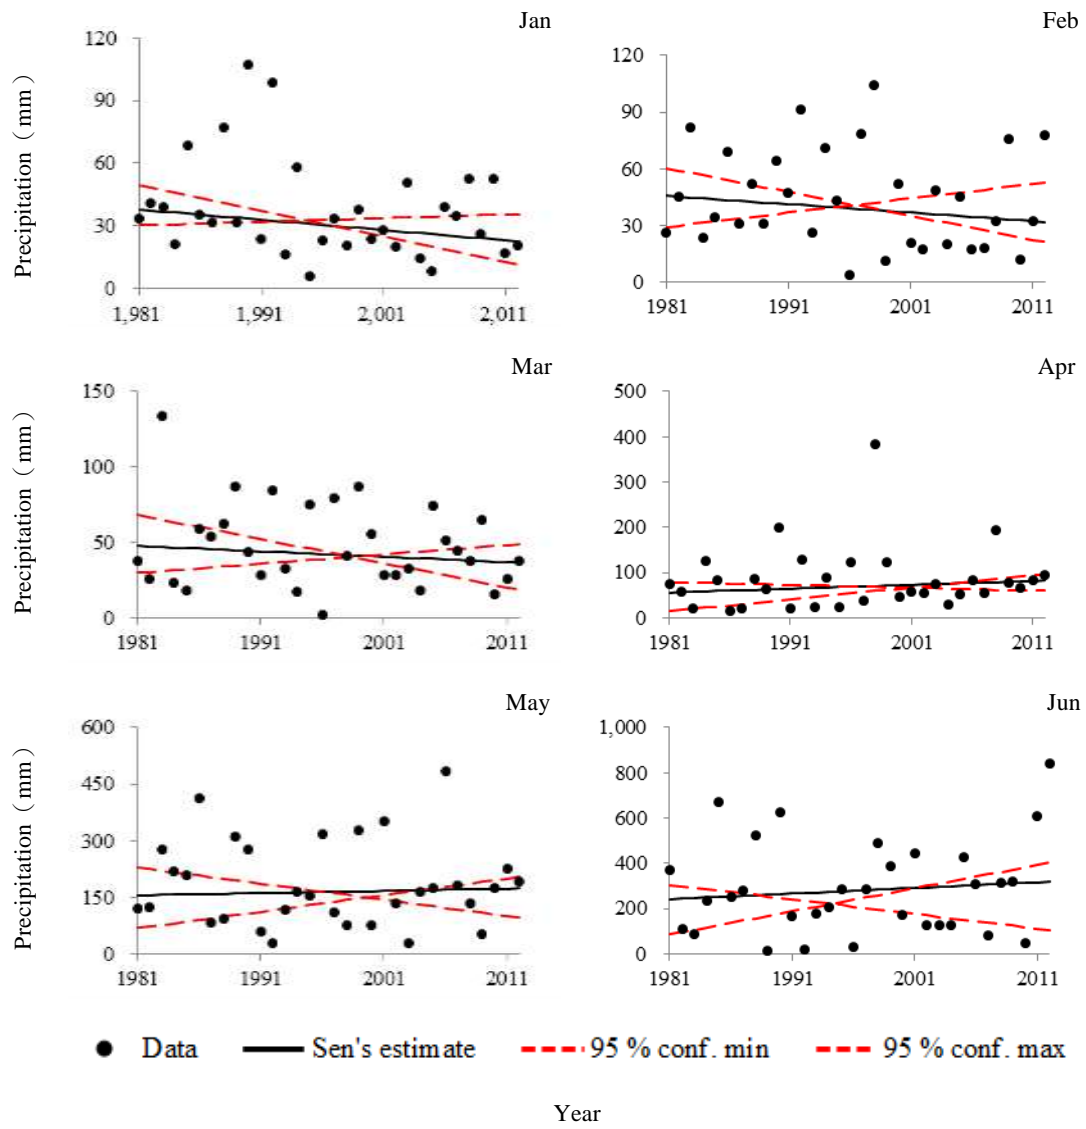 Jan
Precipitation ( mm )
120
90
60
30
0
1,981 1,991 2,001 2,011
Feb
120
90
60
30
0
1981 1991 2001 2011
Mar
Precipitation ( mm )
150
100
50
0
1981 1991 2001 2011
Apr
500
400
300
200
100
0
1981 1991 2001 2011
May
Precipitation ( mm )
600
450
300
150
0
1981 1991 2001 2011
Jun
1,000
800
600
400
200
0
1981 1991 2001 2011
Data Sen's estimate 95 % conf. min 95 % conf. max
Year